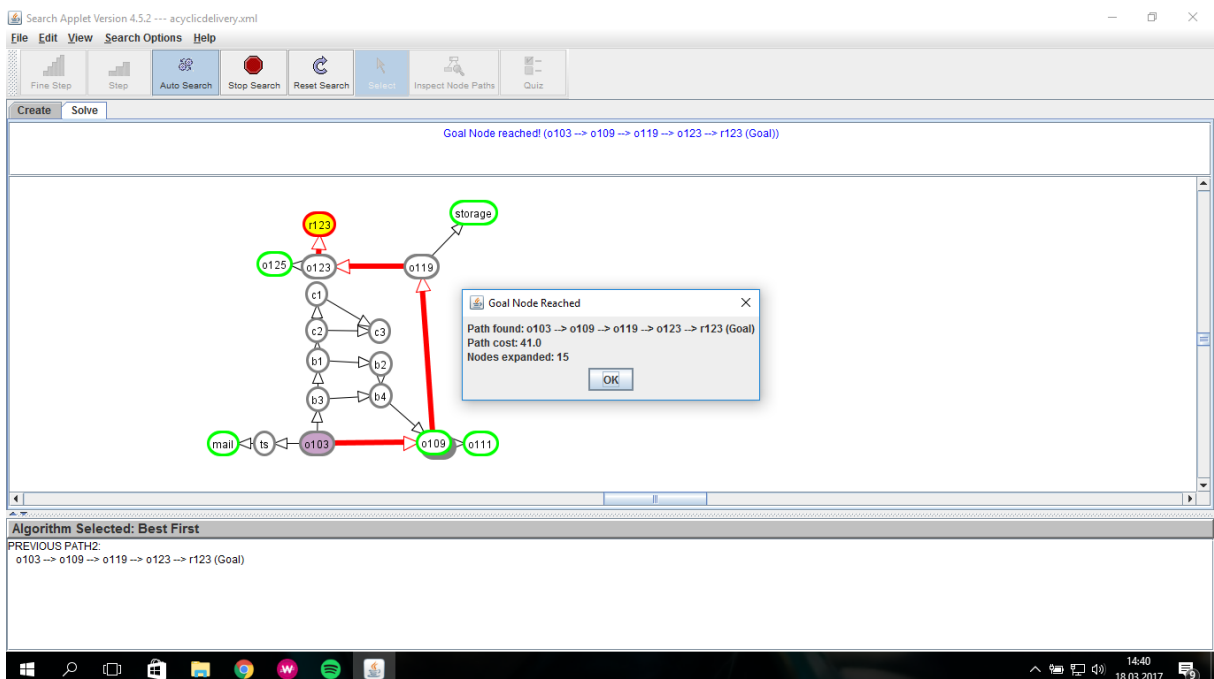 Search Applet Version 4.5.2 --- acyclicdelivery.xml
File Edit View Search Options Help
Fine Step Step Auto Search Stop Search Reset Search Select Inspect Node Paths Quiz
Create Solve
Goal Node reached! (o103 --> o109 --> o119 --> o123 --> r123 (Goal))
storage
r123
o125 o123 o119
c1
Goal Node Reached
c2 c3
Path found: o103 --> o109 --> o119 --> o123 --> r123 (Goal)
Path cost: 41.0
Nodes expanded: 15
b1 b2
OK
b3 b4
mail ts o103 o109 o111
Algorithm Selected: Best First
PREVIOUS PATH2:
o103 --> o109 --> o119 --> o123 --> r123 (Goal)
14:40
18.03.2017